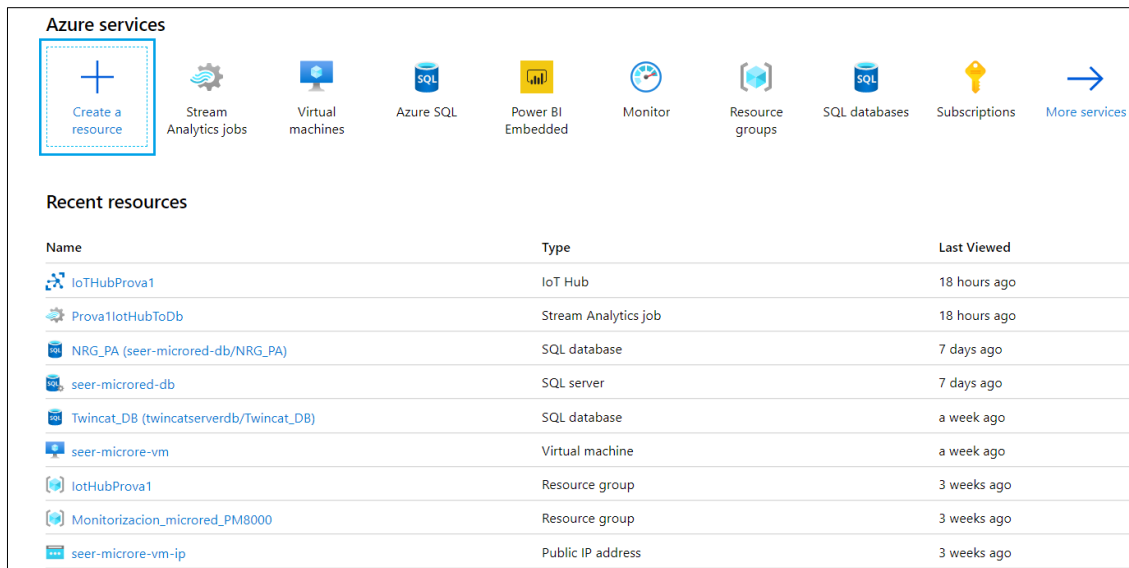 Azure services
Create a resource
Stream Analytics jobs
Virtual machines
Azure SQL
Power BI Embedded
Monitor
Resource groups
SQL databases
Subscriptions
More services
Recent resources
Name Type Last Viewed
IoTHubProva1 IoT Hub 18 hours ago
Prova1IotHubToDb Stream Analytics job 18 hours ago
SQL NRG_PA (seer-microred-db/NRG_PA) SQL database 7 days ago
SQL seer-microred-db SQL server 7 days ago
SQL Twincat_DB (twincatserverdb/Twincat_DB) SQL database a week ago
seer-microre-vm Virtual machine a week ago
IotHubProva1 Resource group 3 weeks ago
Monitorizacion_microred_PM8000 Resource group 3 weeks ago
seer-microre-vm-ip Public IP address 3 weeks ago